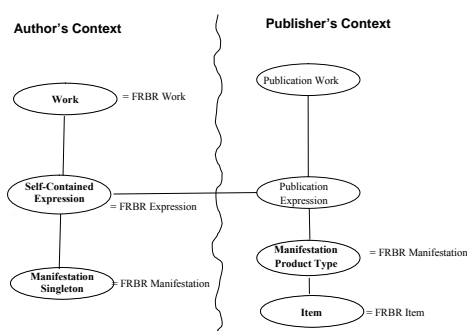 Author's Context
Publisher's Context
Work
= FRBR Work
Publication Work
Self-Contained
Expression
= FRBR Expression
Publication
Expression
Manifestation
Product Type
= FRBR Manifestation
Manifestation
Singleton
= FRBR Manifestation
Item
= FRBR Item